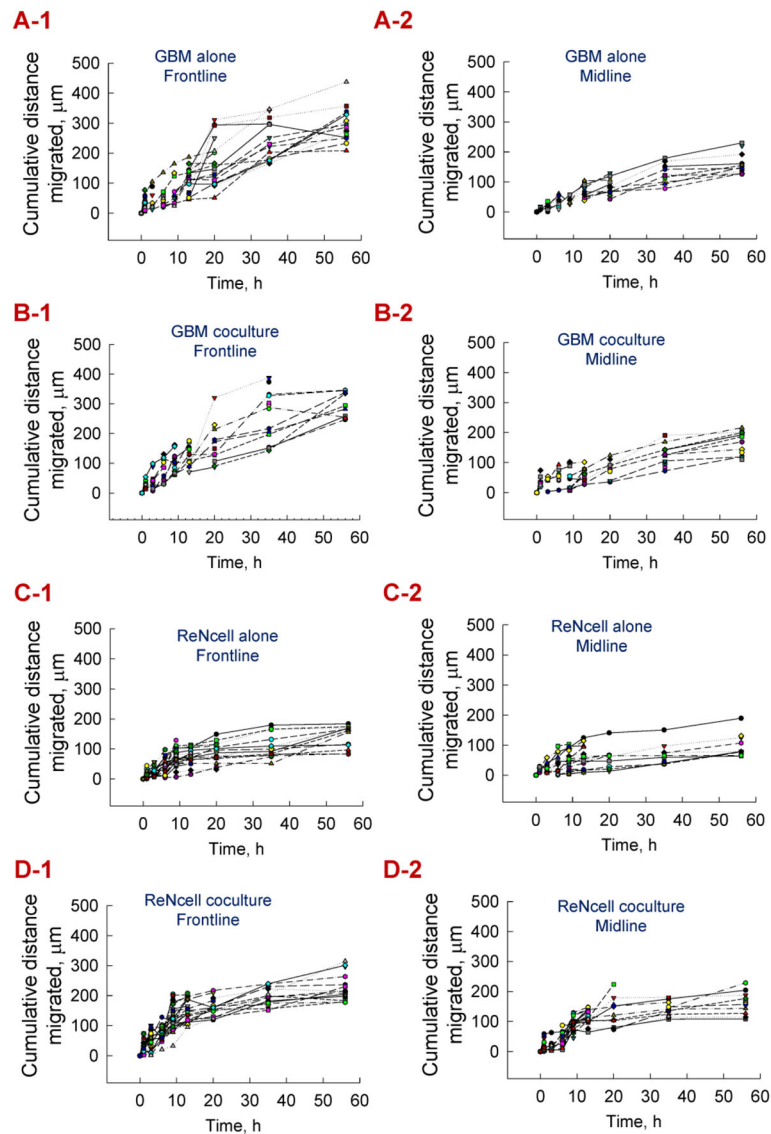 A-1
GBM alone
Frontline
500
400
300
200
100
0
Cumulative distance
migrated, μm
0 10 20 30 40 50 60
Time, h
A-2
GBM alone
Midline
500
400
300
200
100
0
Cumulative distance
migrated, μm
0 10 20 30 40 50 60
Time, h
B-1
GBM coculture
Frontline
500
400
300
200
100
0
Cumulative distance
migrated, μm
0 10 20 30 40 50 60
Time, h
B-2
GBM coculture
Midline
500
400
300
200
100
0
Cumulative distance
migrated, μm
0 10 20 30 40 50 60
Time, h
C-1
ReNcell alone
Frontline
500
400
300
200
100
0
Cumulative distance
migrated, μm
0 10 20 30 40 50 60
Time, h
C-2
ReNcell alone
Midline
500
400
300
200
100
0
Cumulative distance
migrated, μm
0 10 20 30 40 50 60
Time, h
D-1
ReNcell coculture
Frontline
500
400
300
200
100
0
Cumulative distance
migrated, μm
0 10 20 30 40 50 60
Time, h
D-2
ReNcell coculture
Midline
500
400
300
200
100
0
Cumulative distance
migrated, μm
0 10 20 30 40 50 60
Time, h